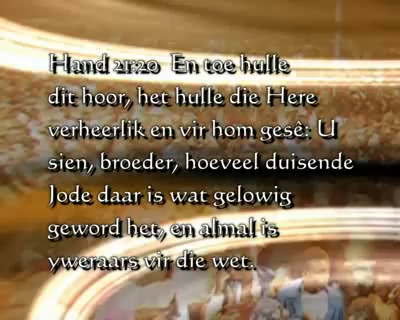 Hand 21:20 En toe hulle
dit hoor, het hulle die Here
verheerlik en vir hom gesê: U
sien, broeder, hoeveel duisende
Jode daar is wat gelowig
geword het, en almal is
yweraars vir die wet.